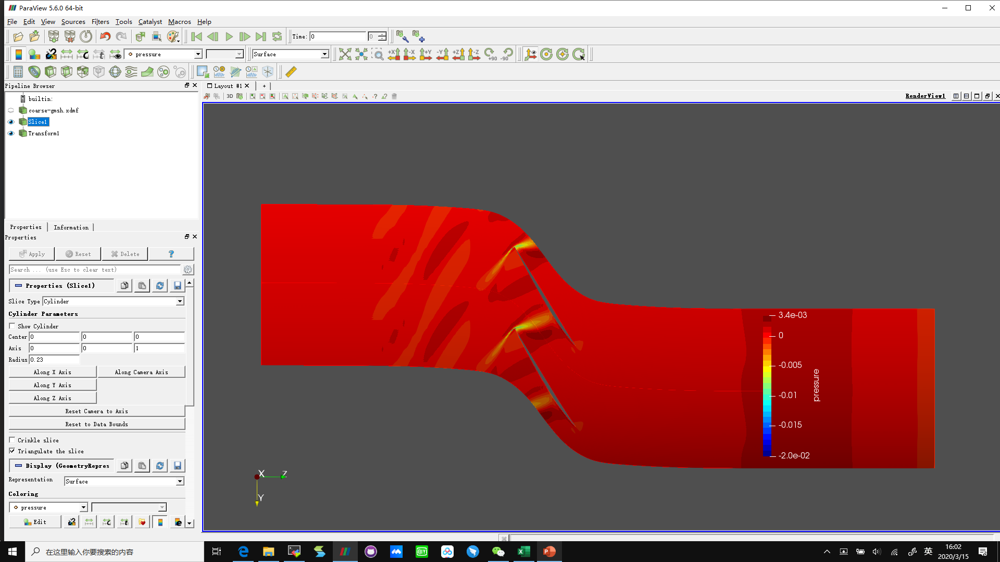 ParaView 5.6.0 64-bit
File Edit View Sources Filters Tools Catalyst Macros Help
Time: 0 0
pressure Surface
+X -X +Y -Y +Z -Z +90 -90
Pipeline Browser
Layout #1 +
3D RenderView1
builtin:
coarse-gmsh.xdmf
Slice1
Transform1
Properties Information
Properties
Apply Reset Delete ?
Search ... (use Esc to clear text)
Properties (Slice1)
Slice Type Cylinder
Cylinder Parameters
Show Cylinder
Center 0 0 0
Axis 0 0 1
Radius 0.23
Along X Axis Along Camera Axis
Along Y Axis
Along Z Axis
Reset Camera to Axis
Reset to Data Bounds
Crinkle slice
Triangulate the slice
Display (GeometryRepres
Representation Surface
Coloring
pressure
Edit
3.4e-03
0
-0.005
-0.01
-0.015
-2.0e-02
pressure
X Z
Y
在这里输入你要搜索的内容
iQIYI
英
16:02
2020/3/15